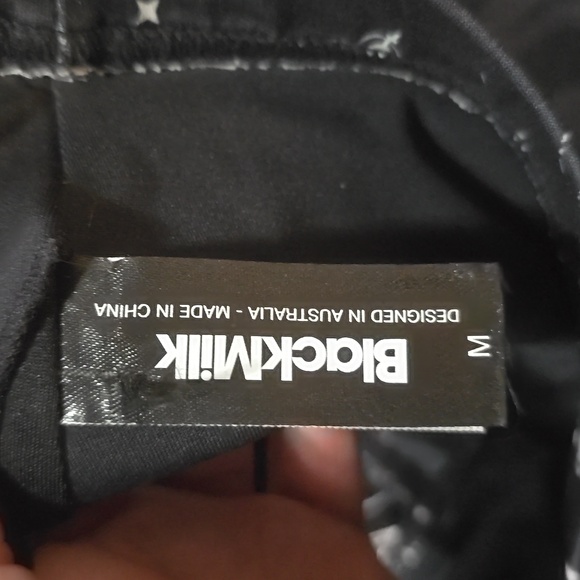 BlackMilk
DESIGNED IN AUSTRALIA - MADE IN CHINA
M